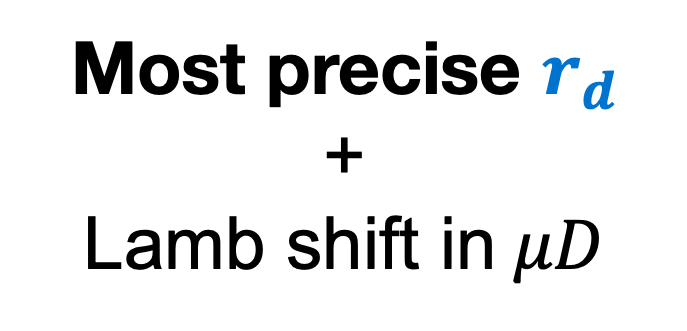 Most precise r_d
+
Lamb shift in μD